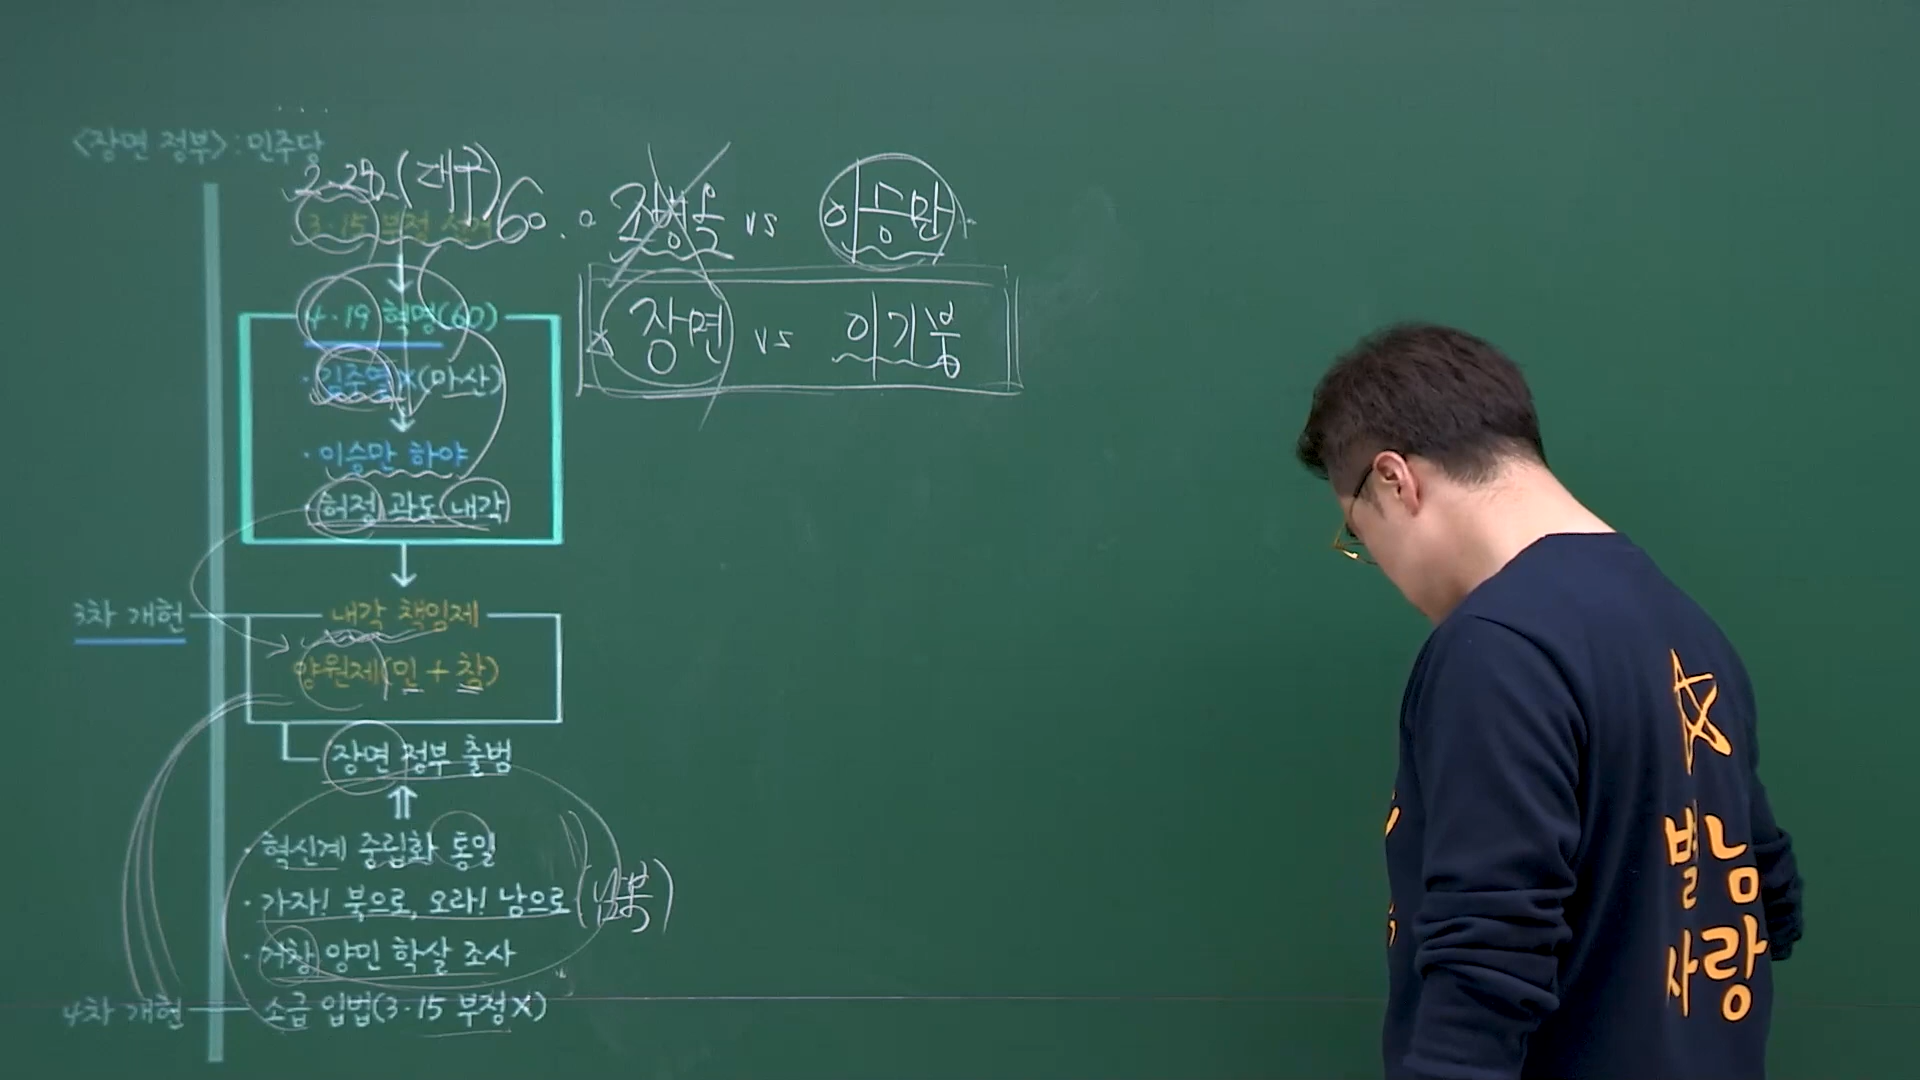 <장면 정부> : 민주당
2·28 (대구)
3·15 부정 선거
60.
조병옥 vs 이승만
장면 vs 이기붕
4·19 혁명(60)
· 김주열X(마산)
· 이승만 하야
· 허정 과도 내각
3차 개헌
내각 책임제
양원제(민 + 참)
장면 정부 출범
· 혁신계 중립화 통일
· 가자! 북으로, 오라! 남으로
· 거창 양민 학살 조사
4차 개헌
소급 입법(3·15 부정X)
별님
사랑